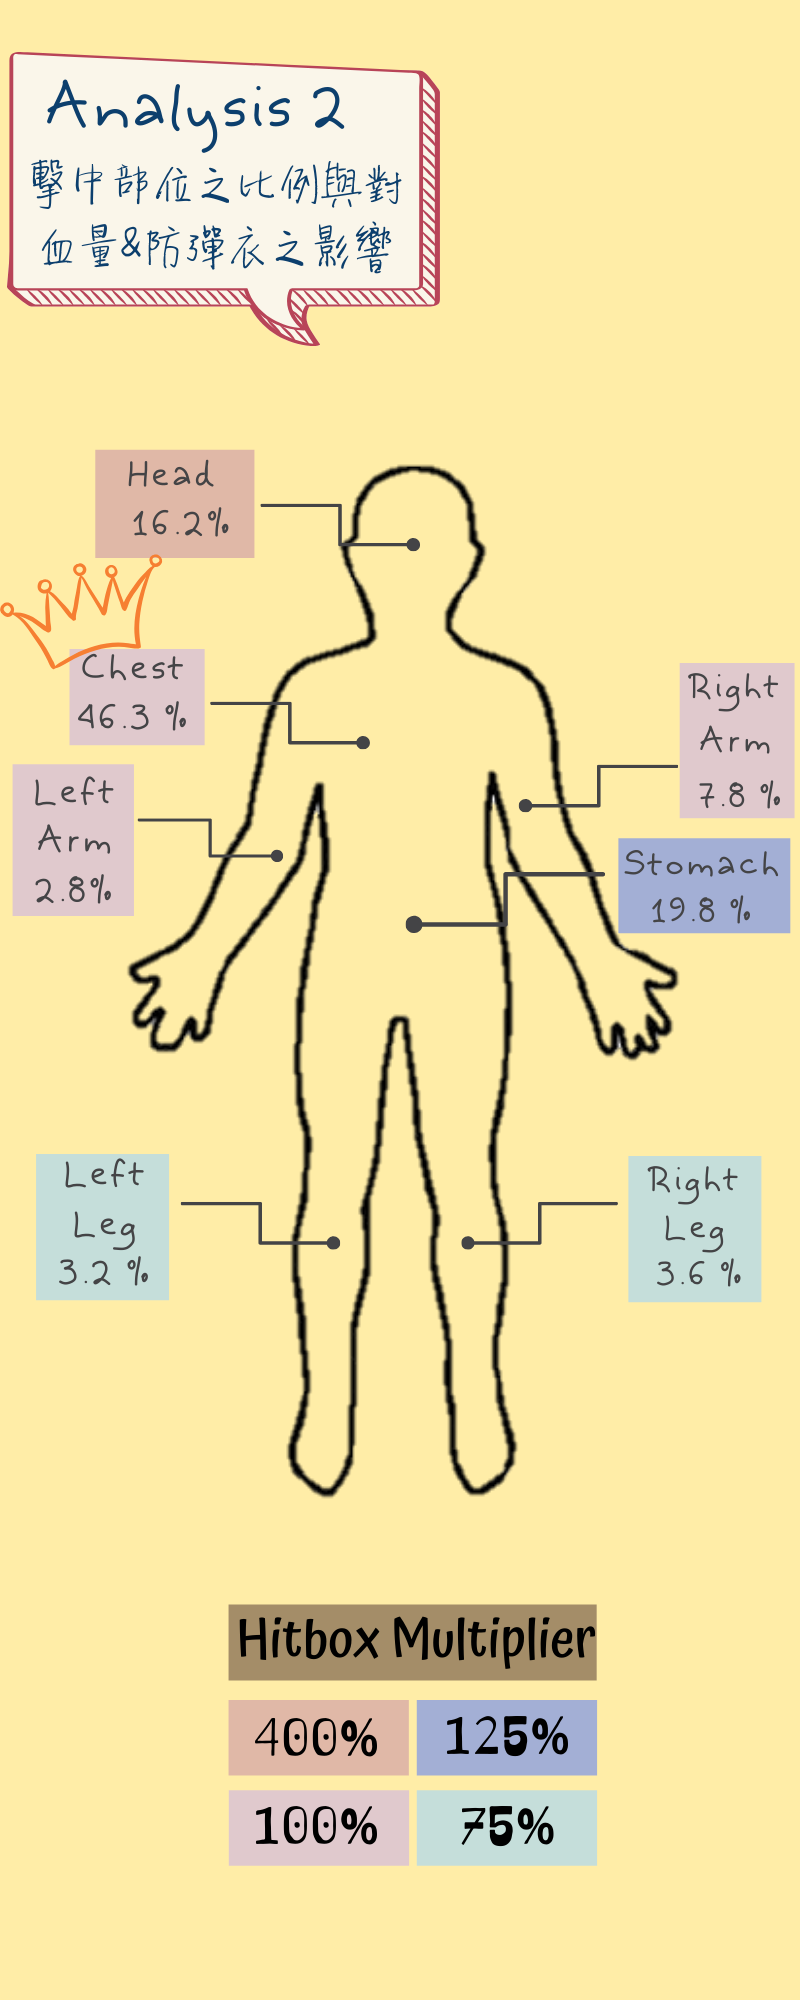 Analysis 2
擊中部位之比例與對
血量&防彈衣之影響
Head
16.2%
Chest
46.3 %
Left
Arm
2.8%
Right
Arm
7.8 %
Stomach
19.8 %
Left
Leg
3.2 %
Right
Leg
3.6 %
Hitbox Multiplier
400%
125%
100%
75%